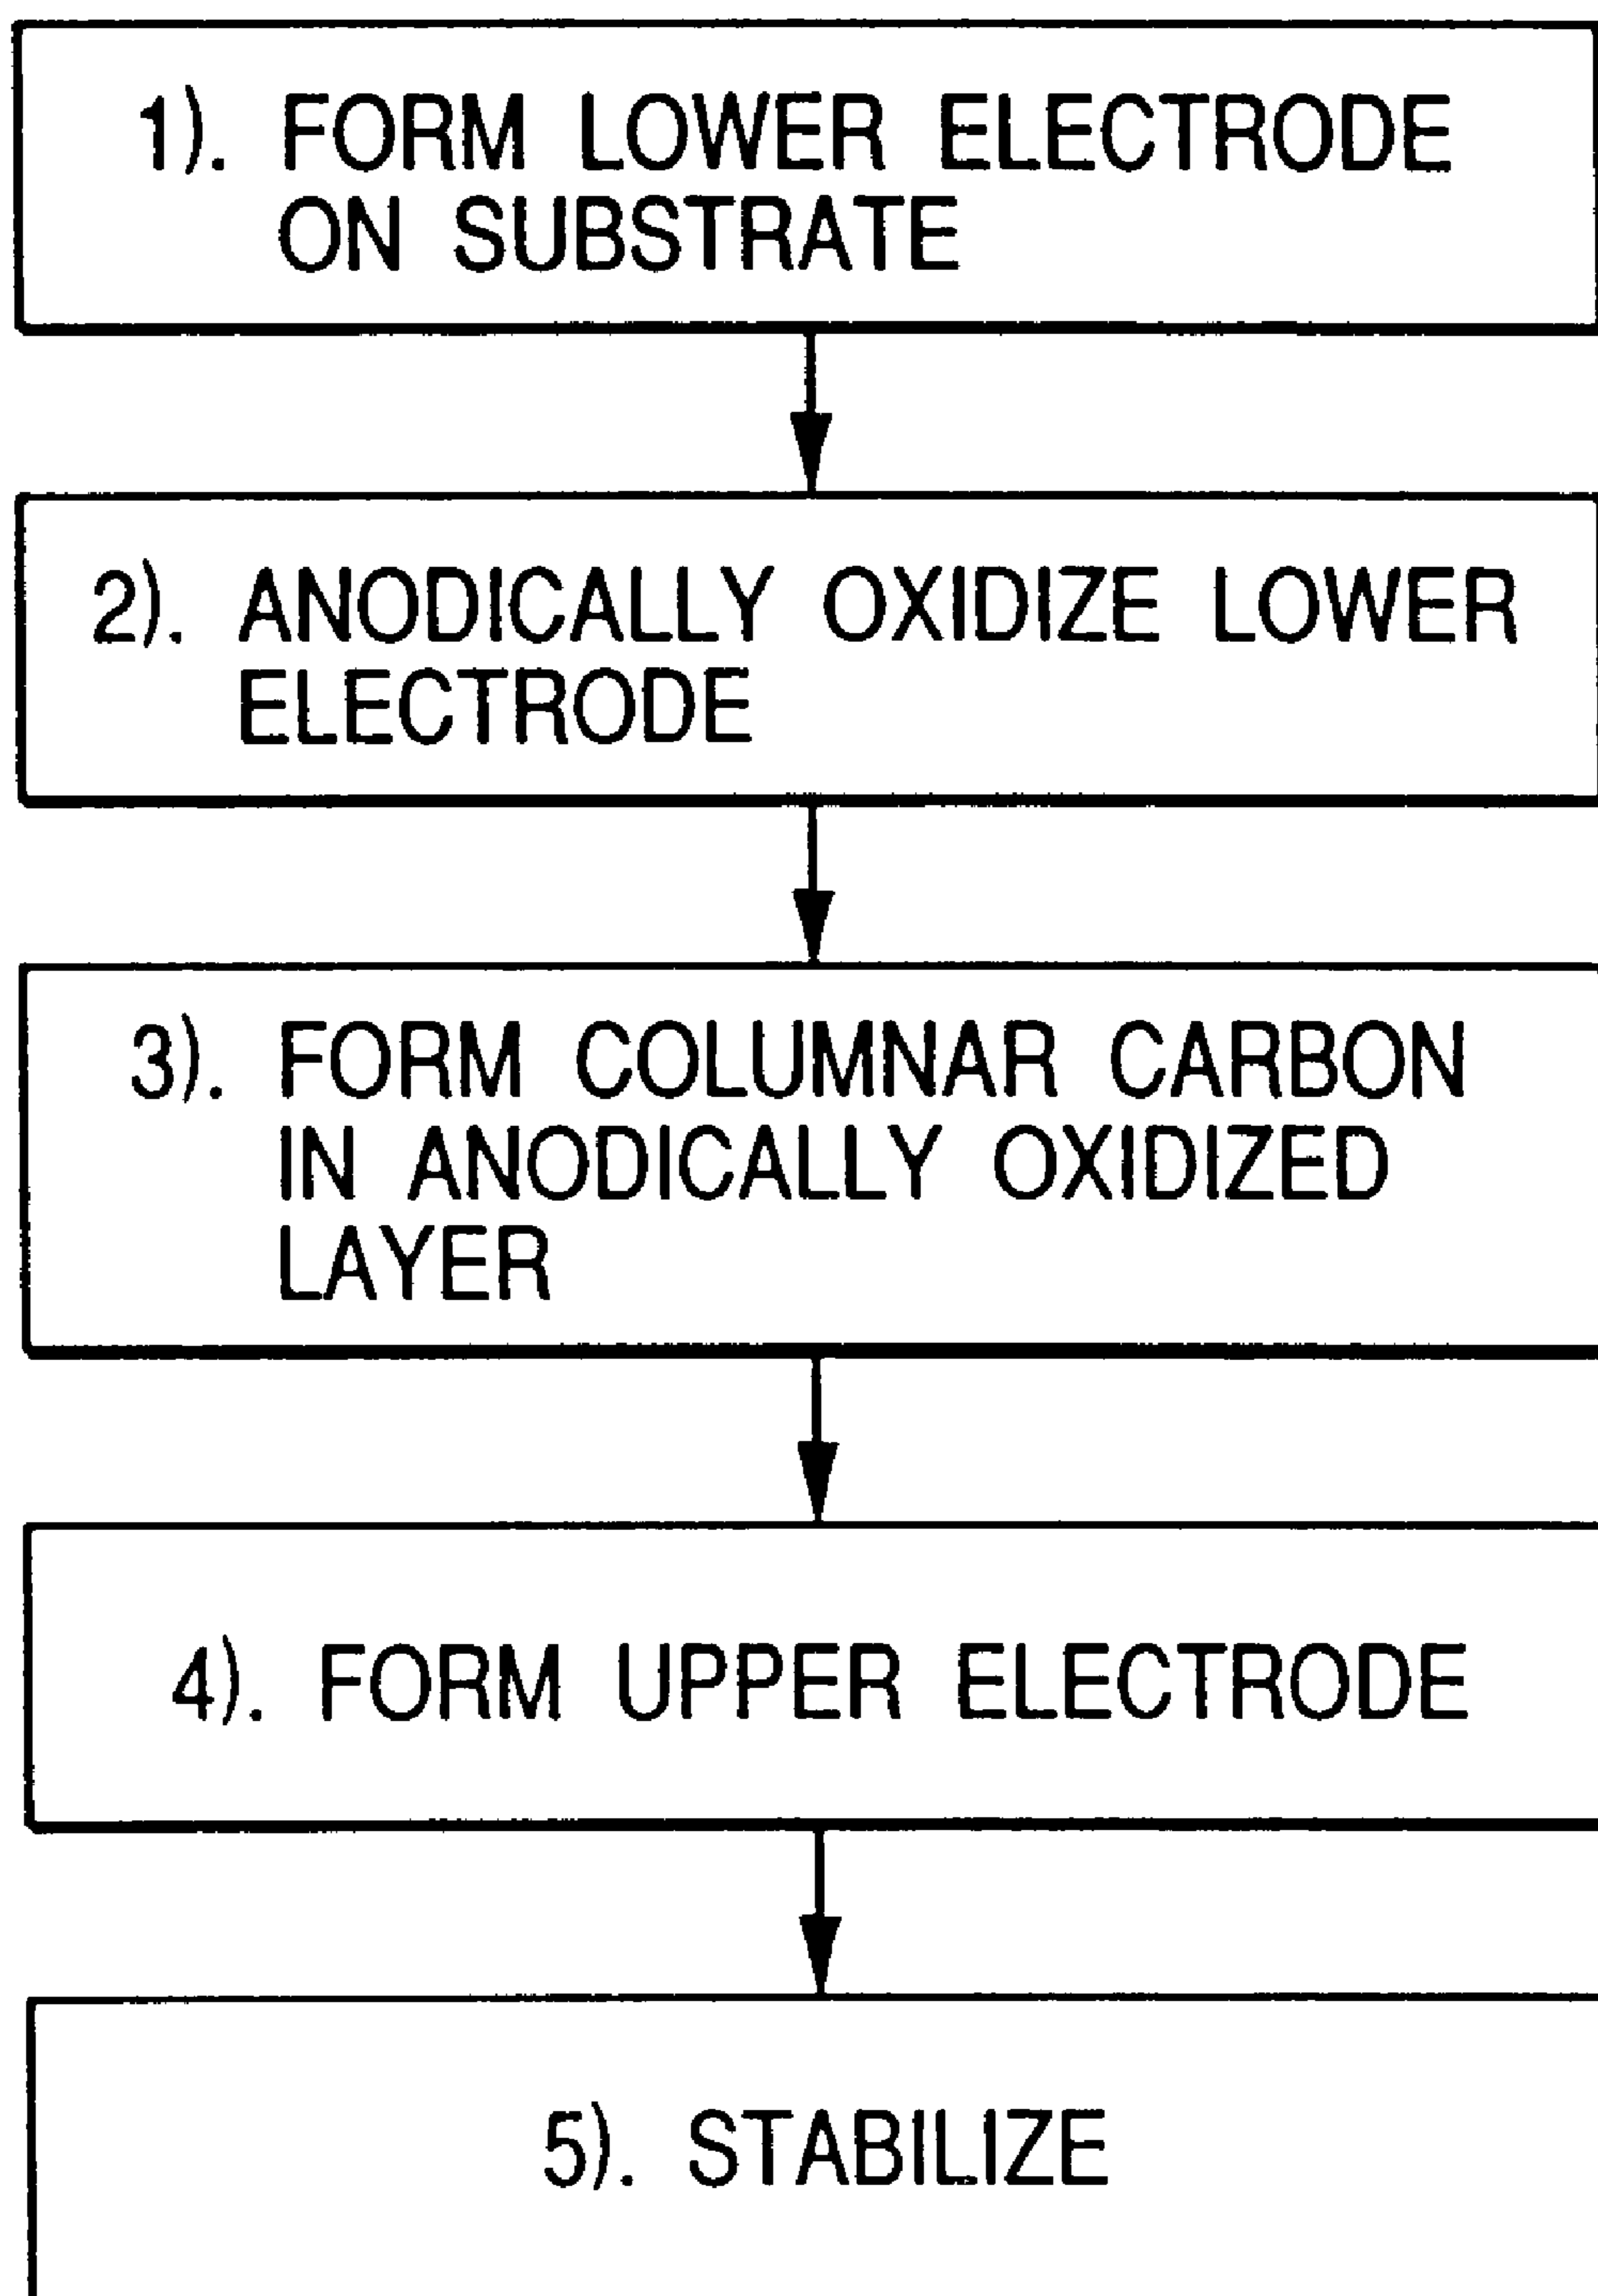 1). FORM LOWER ELECTRODE
ON SUBSTRATE
2). ANODICALLY OXIDIZE LOWER
ELECTRODE
3). FORM COLUMNAR CARBON
IN ANODICALLY OXIDIZED
LAYER
4). FORM UPPER ELECTRODE
5). STABILIZE